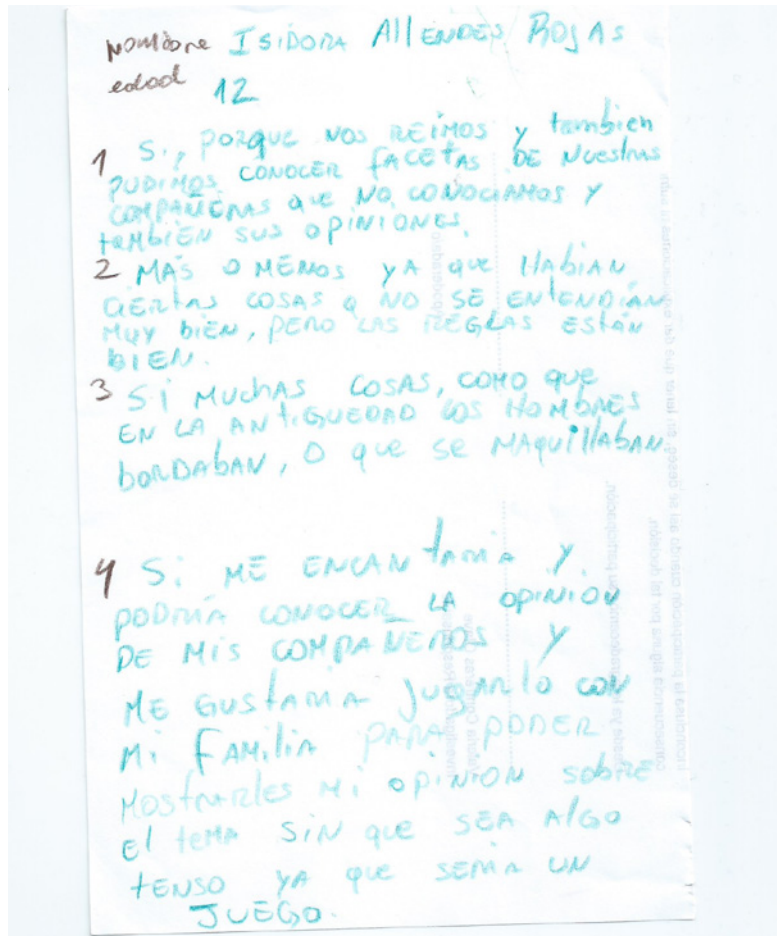 Nombre Isidora Allendes Rojas
edad 12
1 Si, porque nos reimos y tambien
pudimos conocer facetas de nuestras
compañeras que no conociamos y
también sus opiniones.
2 Más o menos ya que habian
ciertas cosas q no se entendían
muy bien, pero las reglas están
bien.
3 Si muchas cosas, como que
en la antiguedad los hombres
bordaban, o que se maquillaban
4 Si me encantaria y
podria conocer la opinion
de mis compañeros y
me gustaria jugarlo con
mi familia para poder
mostrarles mi opinion sobre
el tema sin que sea algo
tenso ya que seria un
juego.